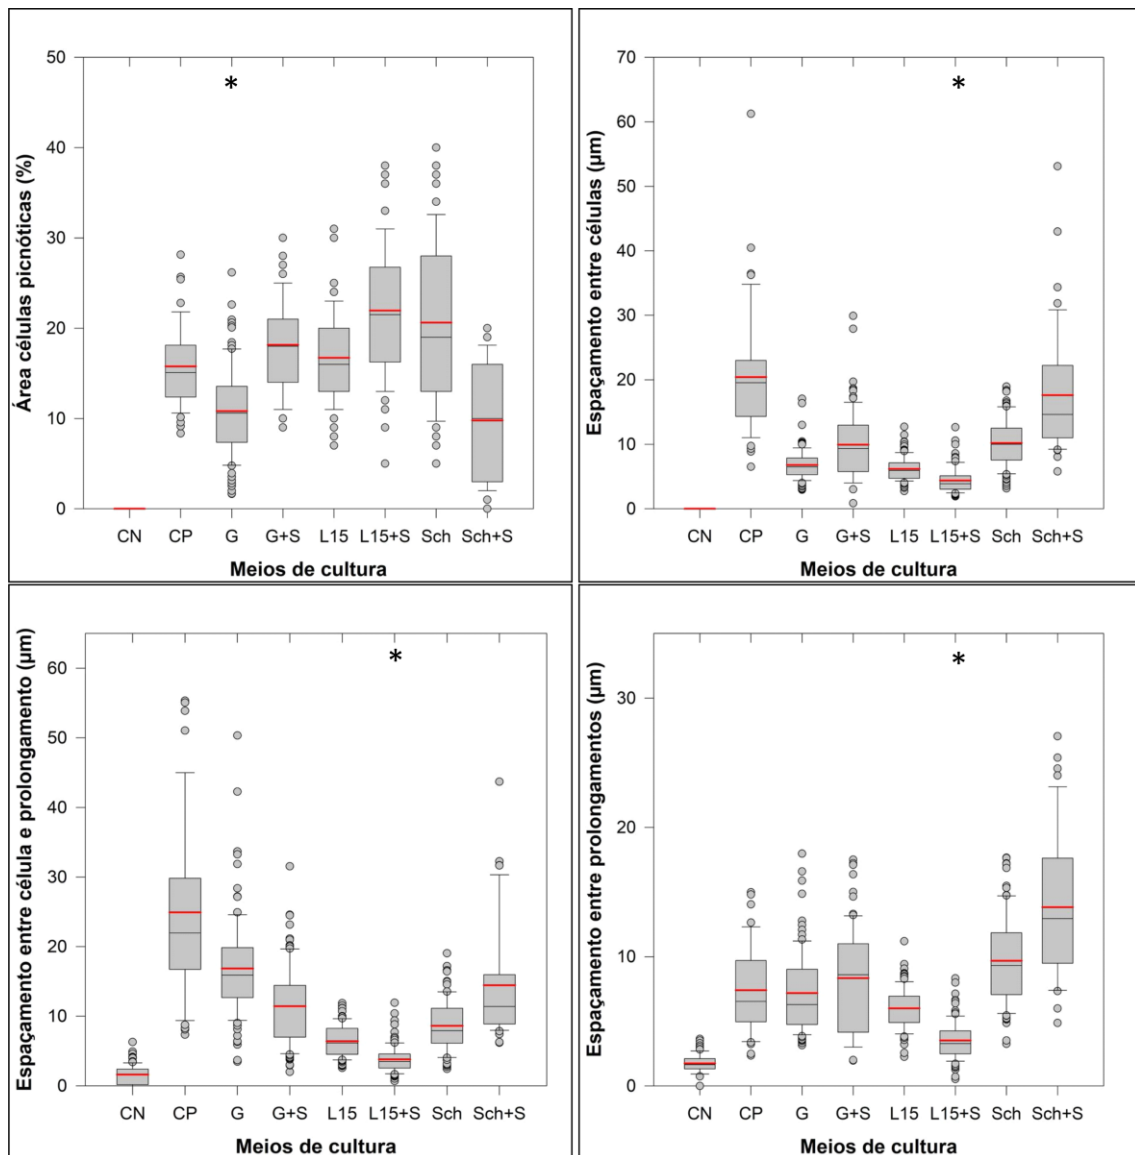 Área células picnóticas (%)
50
40
30
20
10
0
*
CN CP G G+S L15 L15+S Sch Sch+S
Meios de cultura
Espaçamento entre células (µm)
70
60
50
40
30
20
10
0
*
CN CP G G+S L15 L15+S Sch Sch+S
Meios de cultura
Espaçamento entre célula e prolongamento (µm)
60
50
40
30
20
10
0
*
CN CP G G+S L15 L15+S Sch Sch+S
Meios de cultura
Espaçamento entre prolongamentos (µm)
30
20
10
0
*
CN CP G G+S L15 L15+S Sch Sch+S
Meios de cultura